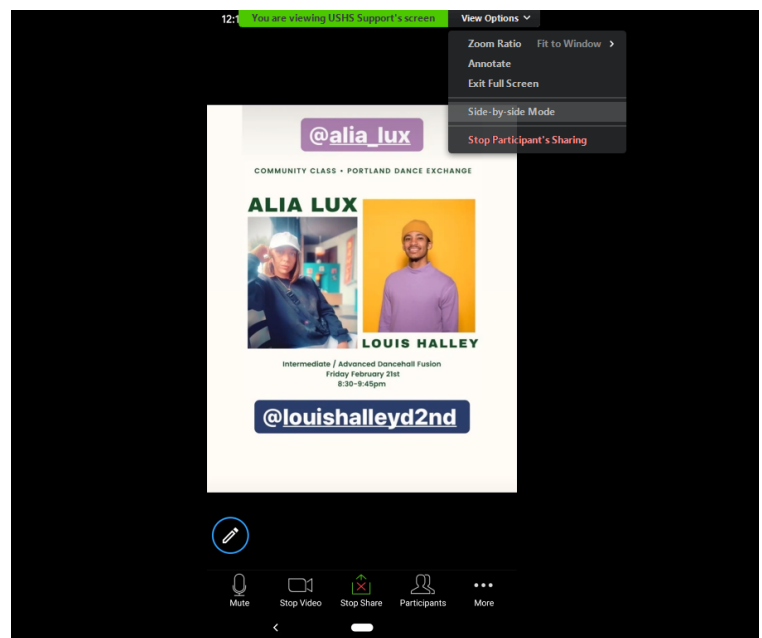 12:1
You are viewing USHS Support's screen
View Options
Zoom Ratio Fit to Window
Annotate
Exit Full Screen
Side-by-side Mode
Stop Participant's Sharing
@alia_lux
COMMUNITY CLASS • PORTLAND DANCE EXCHANGE
ALIA LUX
LOUIS HALLEY
Intermediate / Advanced Dancehall Fusion
Friday February 21st
8:30-9:45pm
@louishalleyd2nd
Mute Stop Video Stop Share Participants More